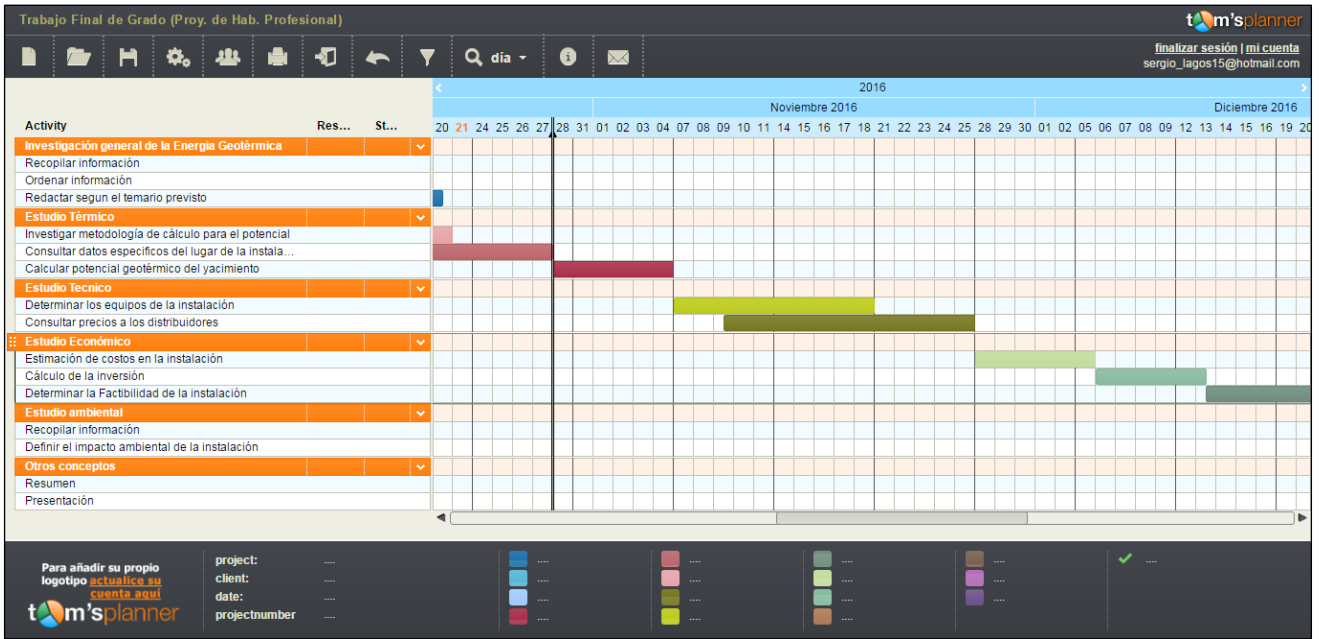 Trabajo Final de Grado (Proy. de Hab. Profesional)
tom'splanner
finalizar sesión | mi cuenta
sergio_lagos15@hotmail.com
día
2016
Noviembre 2016 Diciembre 2016
Activity Res... St... 20 21 24 25 26 27 28 31 01 02 03 04 07 08 09 10 11 14 15 16 17 18 21 22 23 24 25 28 29 30 01 02 05 06 07 08 09 12 13 14 15 16 19 20
Investigación general de la Energia Geotérmica
Recopilar información
Ordenar información
Redactar segun el temario previsto
Estudio Térmico
Investigar metodología de cálculo para el potencial
Consultar datos especificos del lugar de la instala...
Calcular potencial geotérmico del yacimiento
Estudio Tecnico
Determinar los equipos de la instalación
Consultar precios a los distribuidores
Estudio Económico
Estimación de costos en la instalación
Cálculo de la inversión
Determinar la Factibilidad de la instalación
Estudio ambiental
Recopilar información
Definir el impacto ambiental de la instalación
Otros conceptos
Resumen
Presentación
Para añadir su propio
logotipo actualice su
cuenta aquí
tom'splanner
project: ....
client: ....
date: ....
projectnumber ....
.... .... .... .... ....
.... .... .... ....
.... .... .... ....
.... .... ....